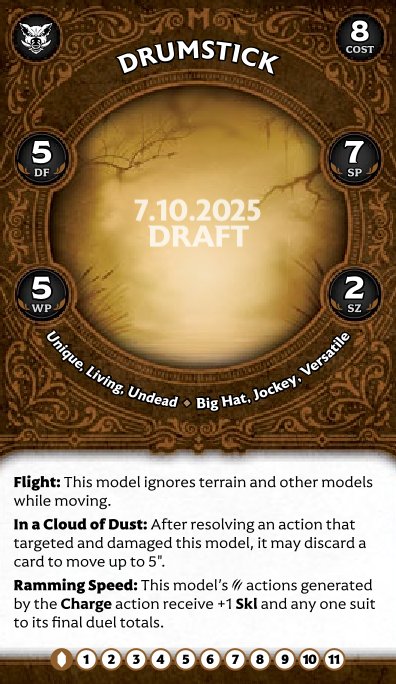 DRUMSTICK
8
COST
5
DF
7
SP
7.10.2025
DRAFT
5
WP
2
SZ
Unique, Living, Undead ◆ Big Hat, Jockey, Versatile
Flight: This model ignores terrain and other models
while moving.
In a Cloud of Dust: After resolving an action that
targeted and damaged this model, it may discard a
card to move up to 5".
Ramming Speed: This model's actions generated
by the Charge action receive +1 Skl and any one suit
to its final duel totals.
1 2 3 4 5 6 7 8 9 10 11